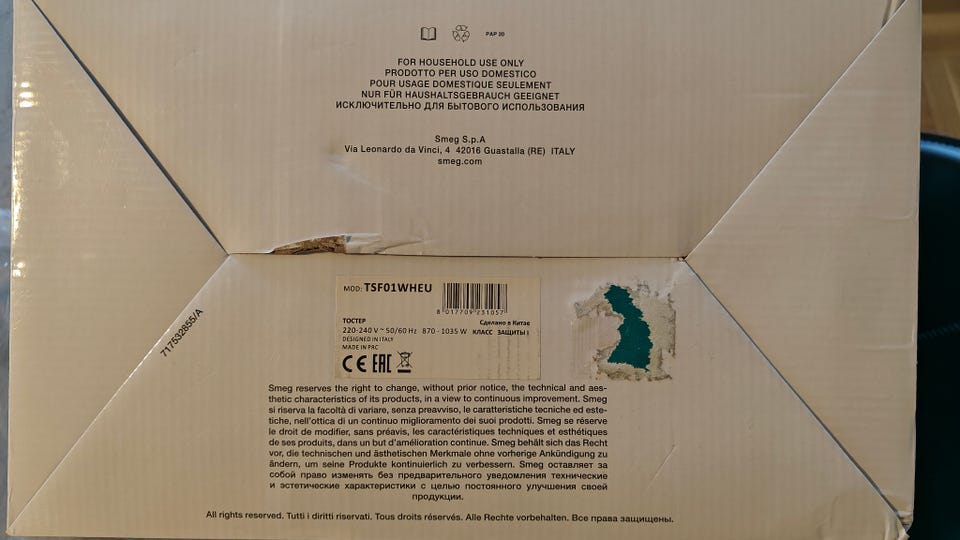 PAP 20
FOR HOUSEHOLD USE ONLY
PRODOTTO PER USO DOMESTICO
POUR USAGE DOMESTIQUE SEULEMENT
NUR FÜR HAUSHALTSGEBRAUCH GEEIGNET
ИСКЛЮЧИТЕЛЬНО ДЛЯ БЫТОВОГО ИСПОЛЬЗОВАНИЯ
Smeg S.p.A
Via Leonardo da Vinci, 4 42016 Guastalla (RE) ITALY
smeg.com
MOD: TSF01WHEU
8 017709 231057
ТОСТЕР
Сделано в Китае
220-240 V ~ 50/60 Hz 870 - 1035 W КЛАСС ЗАЩИТЫ I
DESIGNED IN ITALY
MADE IN PRC
CE EAC
717532855/A
Smeg reserves the right to change, without prior notice, the technical and aes-
thetic characteristics of its products, in a view to continuous improvement. Smeg
si riserva la facoltà di variare, senza preavviso, le caratteristiche tecniche ed este-
tiche, nell'ottica di un continuo miglioramento dei suoi prodotti. Smeg se réserve
le droit de modifier, sans préavis, les caractéristiques techniques et esthétiques
de ses produits, dans un but d'amélioration continue. Smeg behält sich das Recht
vor, die technischen und ästhetischen Merkmale ohne vorherige Ankündigung zu
ändern, um seine Produkte kontinuierlich zu verbessern. Smeg оставляет за
собой право изменять без предварительного уведомления технические
и эстетические характеристики с целью постоянного улучшения своей
продукции.
All rights reserved. Tutti i diritti riservati. Tous droits réservés. Alle Rechte vorbehalten. Все права защищены.